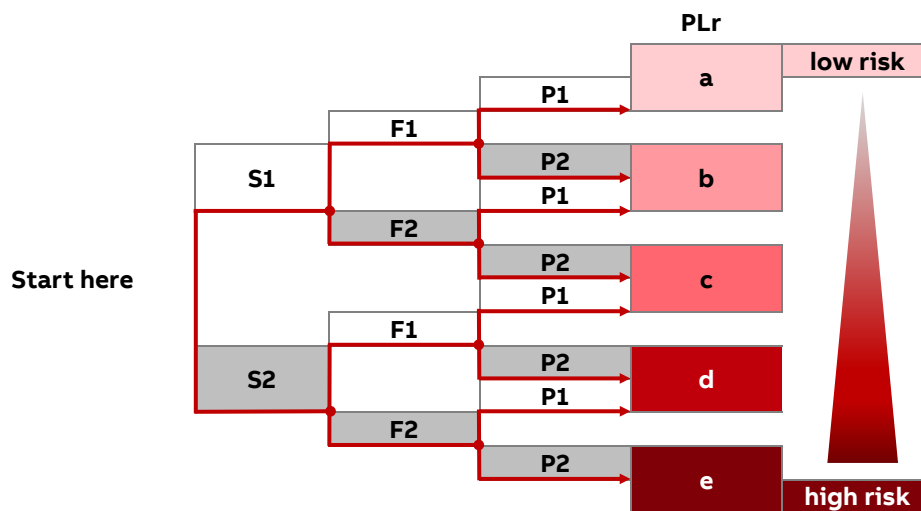 PLr
low risk
a
P1
F1
P2
b
S1
P1
F2
P2
c
Start here
P1
F1
P2
d
S2
P1
F2
P2
e
high risk